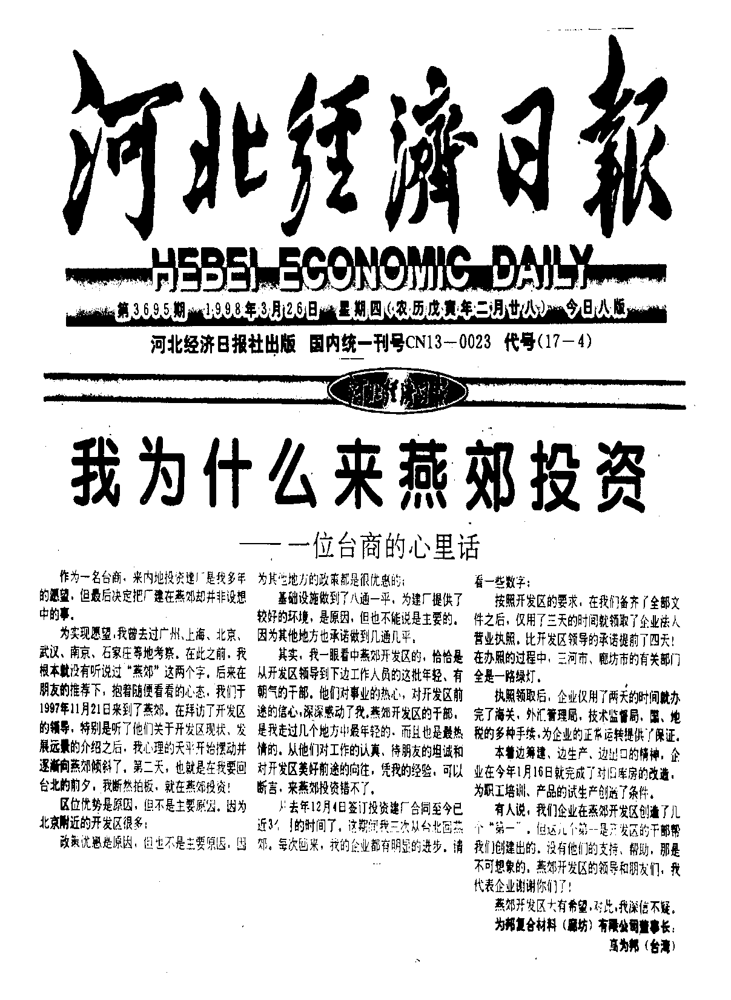 河北經濟日報
HEBEI ECONOMIC DAILY
第3695期 1998年3月26日 星期四(农历戊寅年二月廿八) 今日八版
河北经济日报社出版 国内统一刊号CN13-0023 代号(17-4)
河北經濟日報
我为什么来燕郊投资
——一位台商的心里话
作为一名台商，来内地投资建厂是我多年
的愿望，但最后决定把厂建在燕郊却并非设想
中的事。
为实现愿望，我曾去过广州、上海、北京、
武汉、南京、石家庄等地考察。在此之前，我
根本就没有听说过“燕郊”这两个字。后来在
朋友的推荐下，抱着随便看看的心态，我们于
1997年11月21日来到了燕郊。在拜访了开发区
的领导，特别是听了他们关于开发区现状、发
展远景的介绍之后，我心理的天平开始摆动并
逐渐向燕郊倾斜了。第二天，也就是在我要回
台北的前夕，我断然拍板，就在燕郊投资！
区位优势是原因，但不是主要原因。因为
北京附近的开发区很多；
政策优惠是原因，但也不是主要原因，因
为其他地方的政策都是很优惠的；
基础设施做到了八通一平，为建厂提供了
较好的环境，是原因，但也不能说是主要的。
因为其他地方也承诺做到几通几平。
其实，我一眼看中燕郊开发区的，恰恰是
从开发区领导到下边工作人员的这批年轻、有
朝气的干部。他们对事业的热心，对开发区前
途的信心，深深感动了我。燕郊开发区的干部，
是我走过几个地方中最年轻的，而且也是最热
情的。从他们对工作的认真、待朋友的坦诚和
对开发区美好前途的向往，凭我的经验，可以
断言，来燕郊投资错不了。
从去年12月4日签订投资建厂合同至今已
近3个月的时间了。这期间我三次从台北回燕
郊。每次回来，我的企业都有明显的进步。请
看一些数字：
按照开发区的要求，在我们备齐了全部文
件之后，仅用了三天的时间就领取了企业法人
营业执照。比开发区领导的承诺提前了四天！
在办照的过程中，三河市、廊坊市的有关部门
全是一路绿灯。
执照领取后，企业仅用了两天的时间就办
完了海关，外汇管理局，技术监督局，国、地
税的多种手续，为企业的正常运转提供了保证。
本着边筹建、边生产、边出口的精神，企
业在今年1月16日就完成了对旧库房的改造，
为职工培训、产品的试生产创造了条件。
有人说，我们企业在燕郊开发区创造了几
个“第一”。但这几个第一是开发区的干部帮
我们创建出的。没有他们的支持、帮助，那是
不可想象的。燕郊开发区的领导和朋友们，我
代表企业谢谢你们了！
燕郊开发区大有希望，对此，我深信不疑。
为邦复合材料（廊坊）有限公司董事长：
高为邦（台湾）